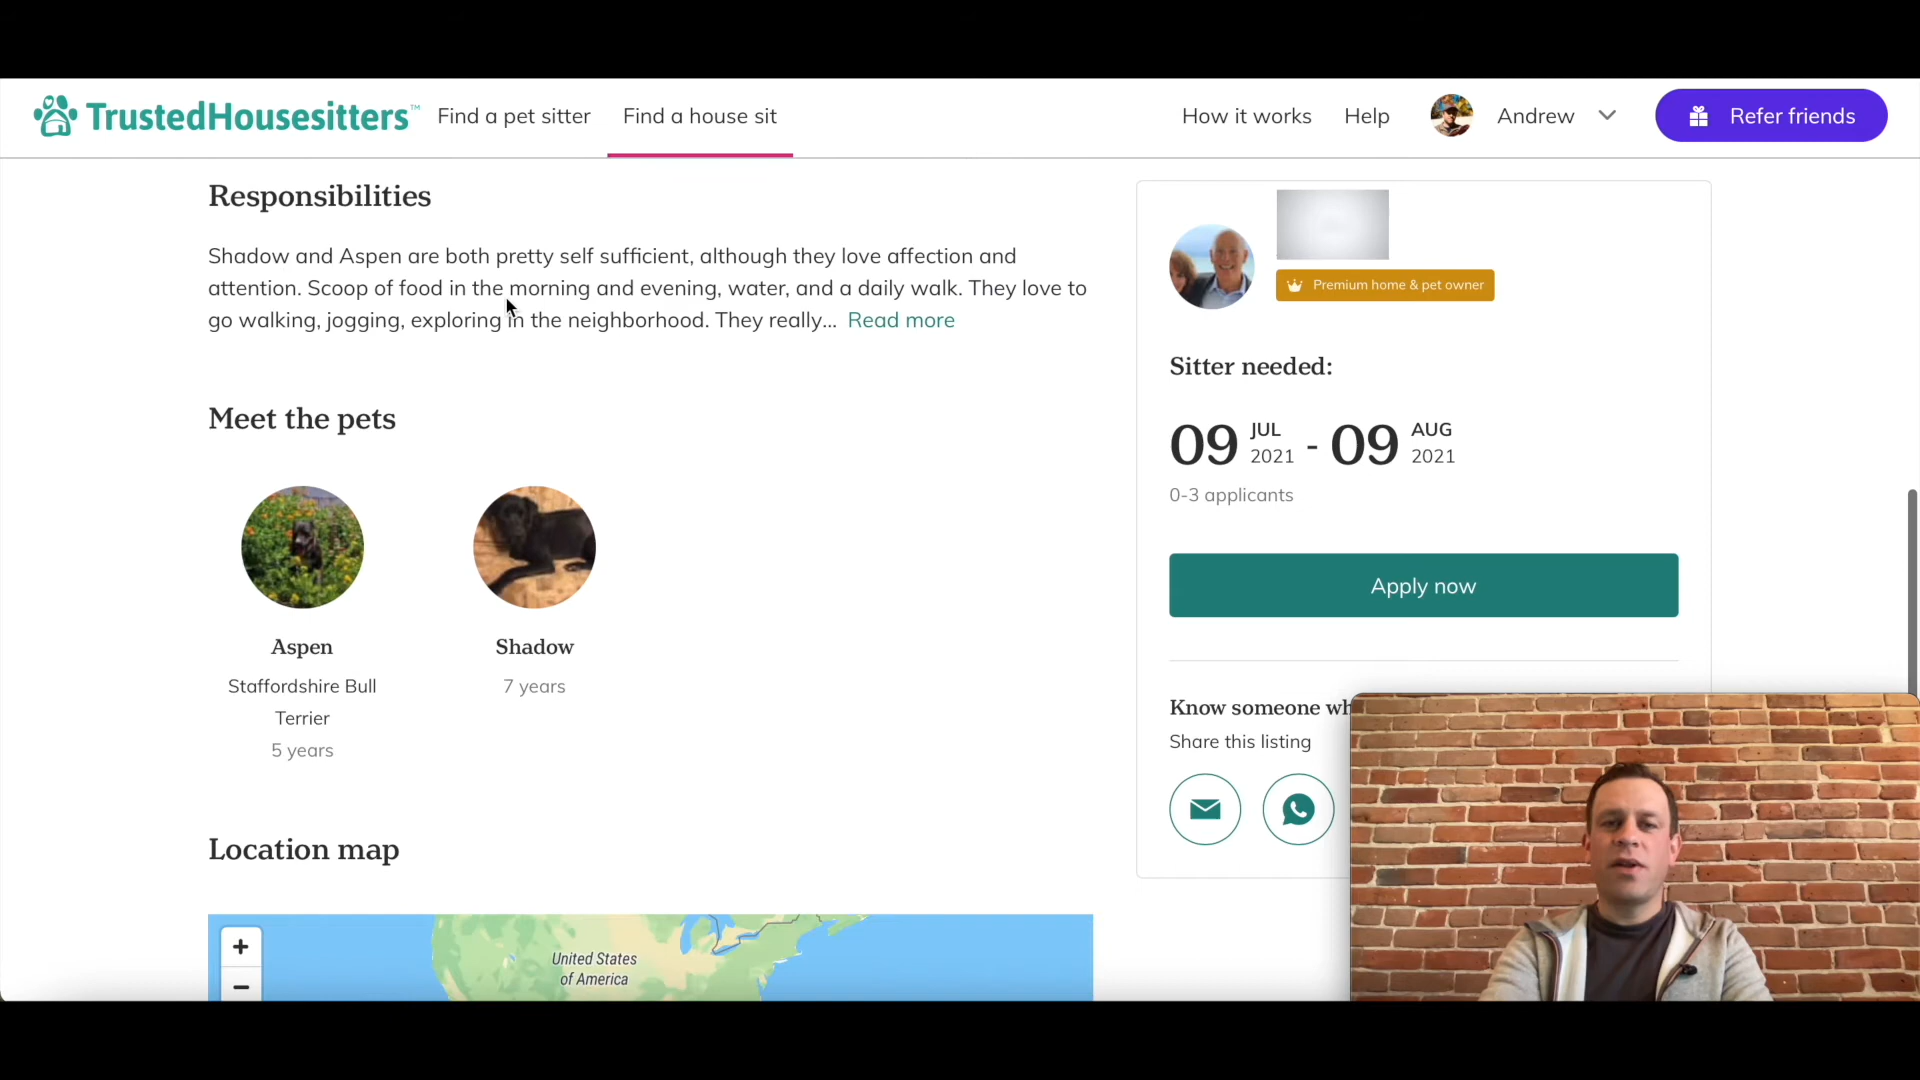 TrustedHousesitters™ Find a pet sitter Find a house sit How it works Help Andrew Refer friends
Responsibilities
Shadow and Aspen are both pretty self sufficient, although they love affection and
attention. Scoop of food in the morning and evening, water, and a daily walk. They love to
go walking, jogging, exploring in the neighborhood. They really... Read more
Meet the pets
Aspen
Staffordshire Bull
Terrier
5 years
Shadow
7 years
Location map
+
−
United States
of America
Premium home & pet owner
Sitter needed:
09 JUL 2021 - 09 AUG 2021
0-3 applicants
Apply now
Know someone wh
Share this listing